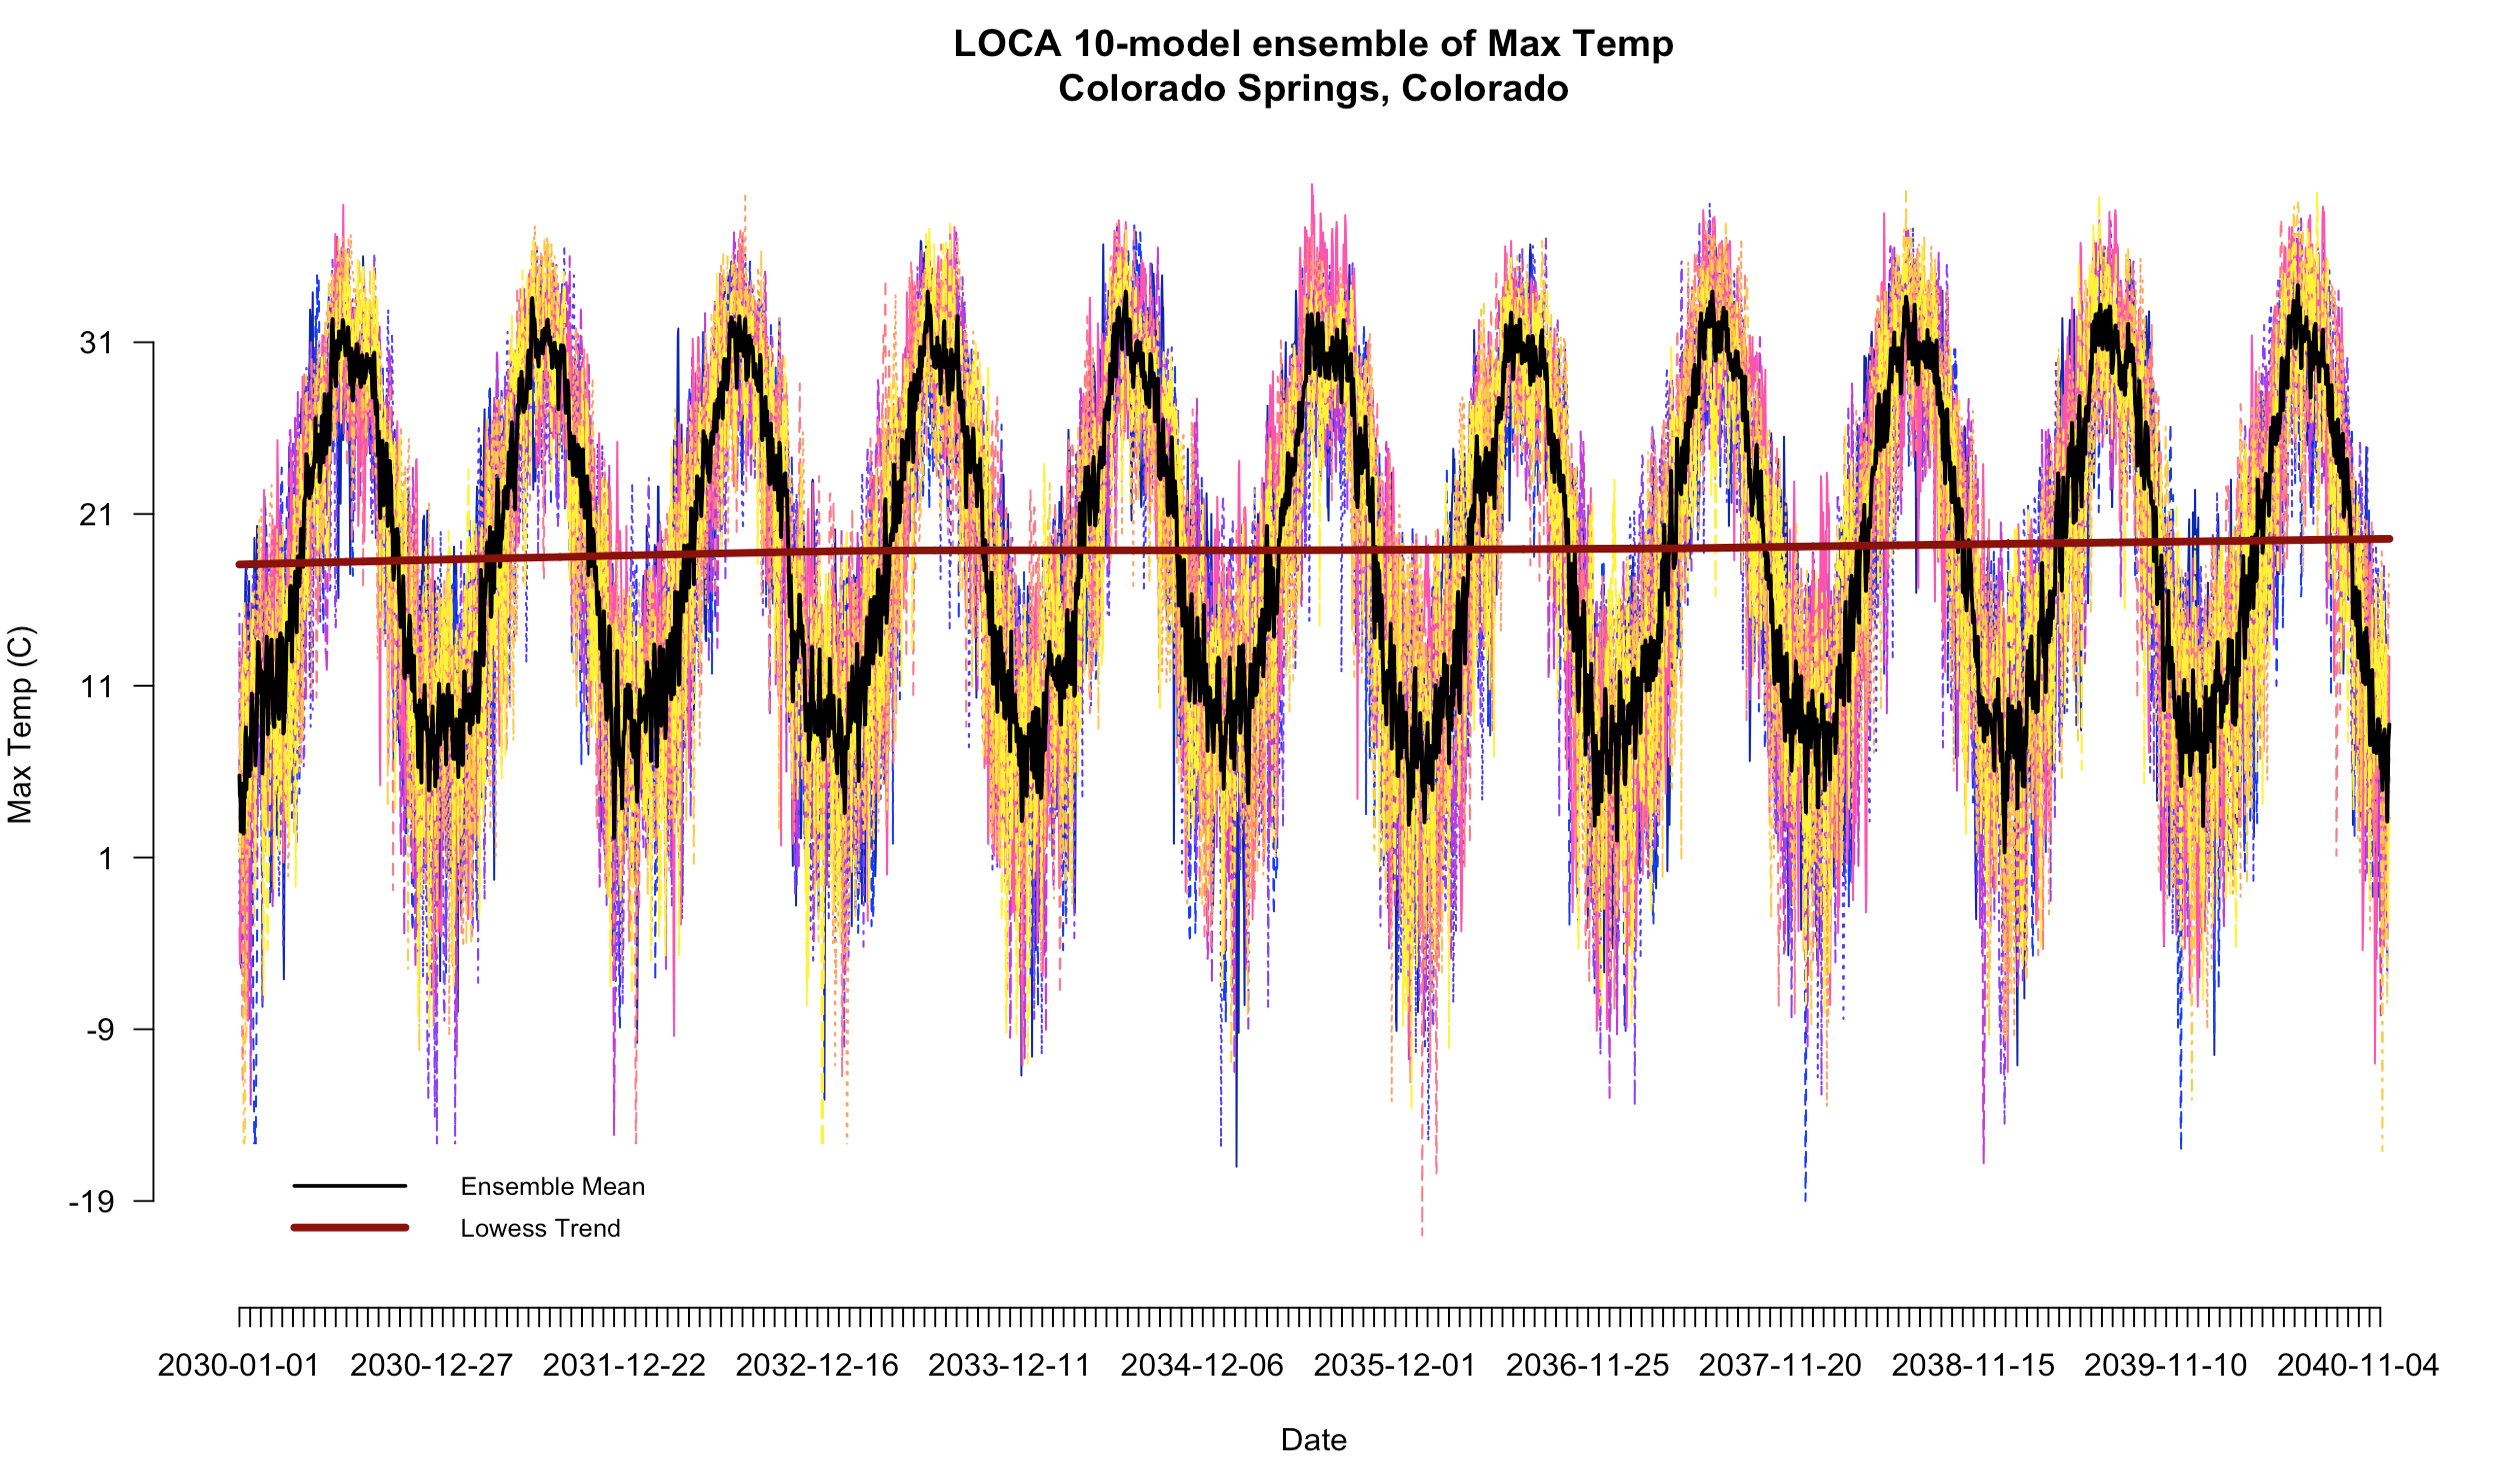 LOCA 10-model ensemble of Max Temp
Colorado Springs, Colorado
Max Temp (C)
31
21
11
1
-9
-19
Ensemble Mean
Lowess Trend
2030-01-01 2030-12-27 2031-12-22 2032-12-16 2033-12-11 2034-12-06 2035-12-01 2036-11-25 2037-11-20 2038-11-15 2039-11-10 2040-11-04
Date